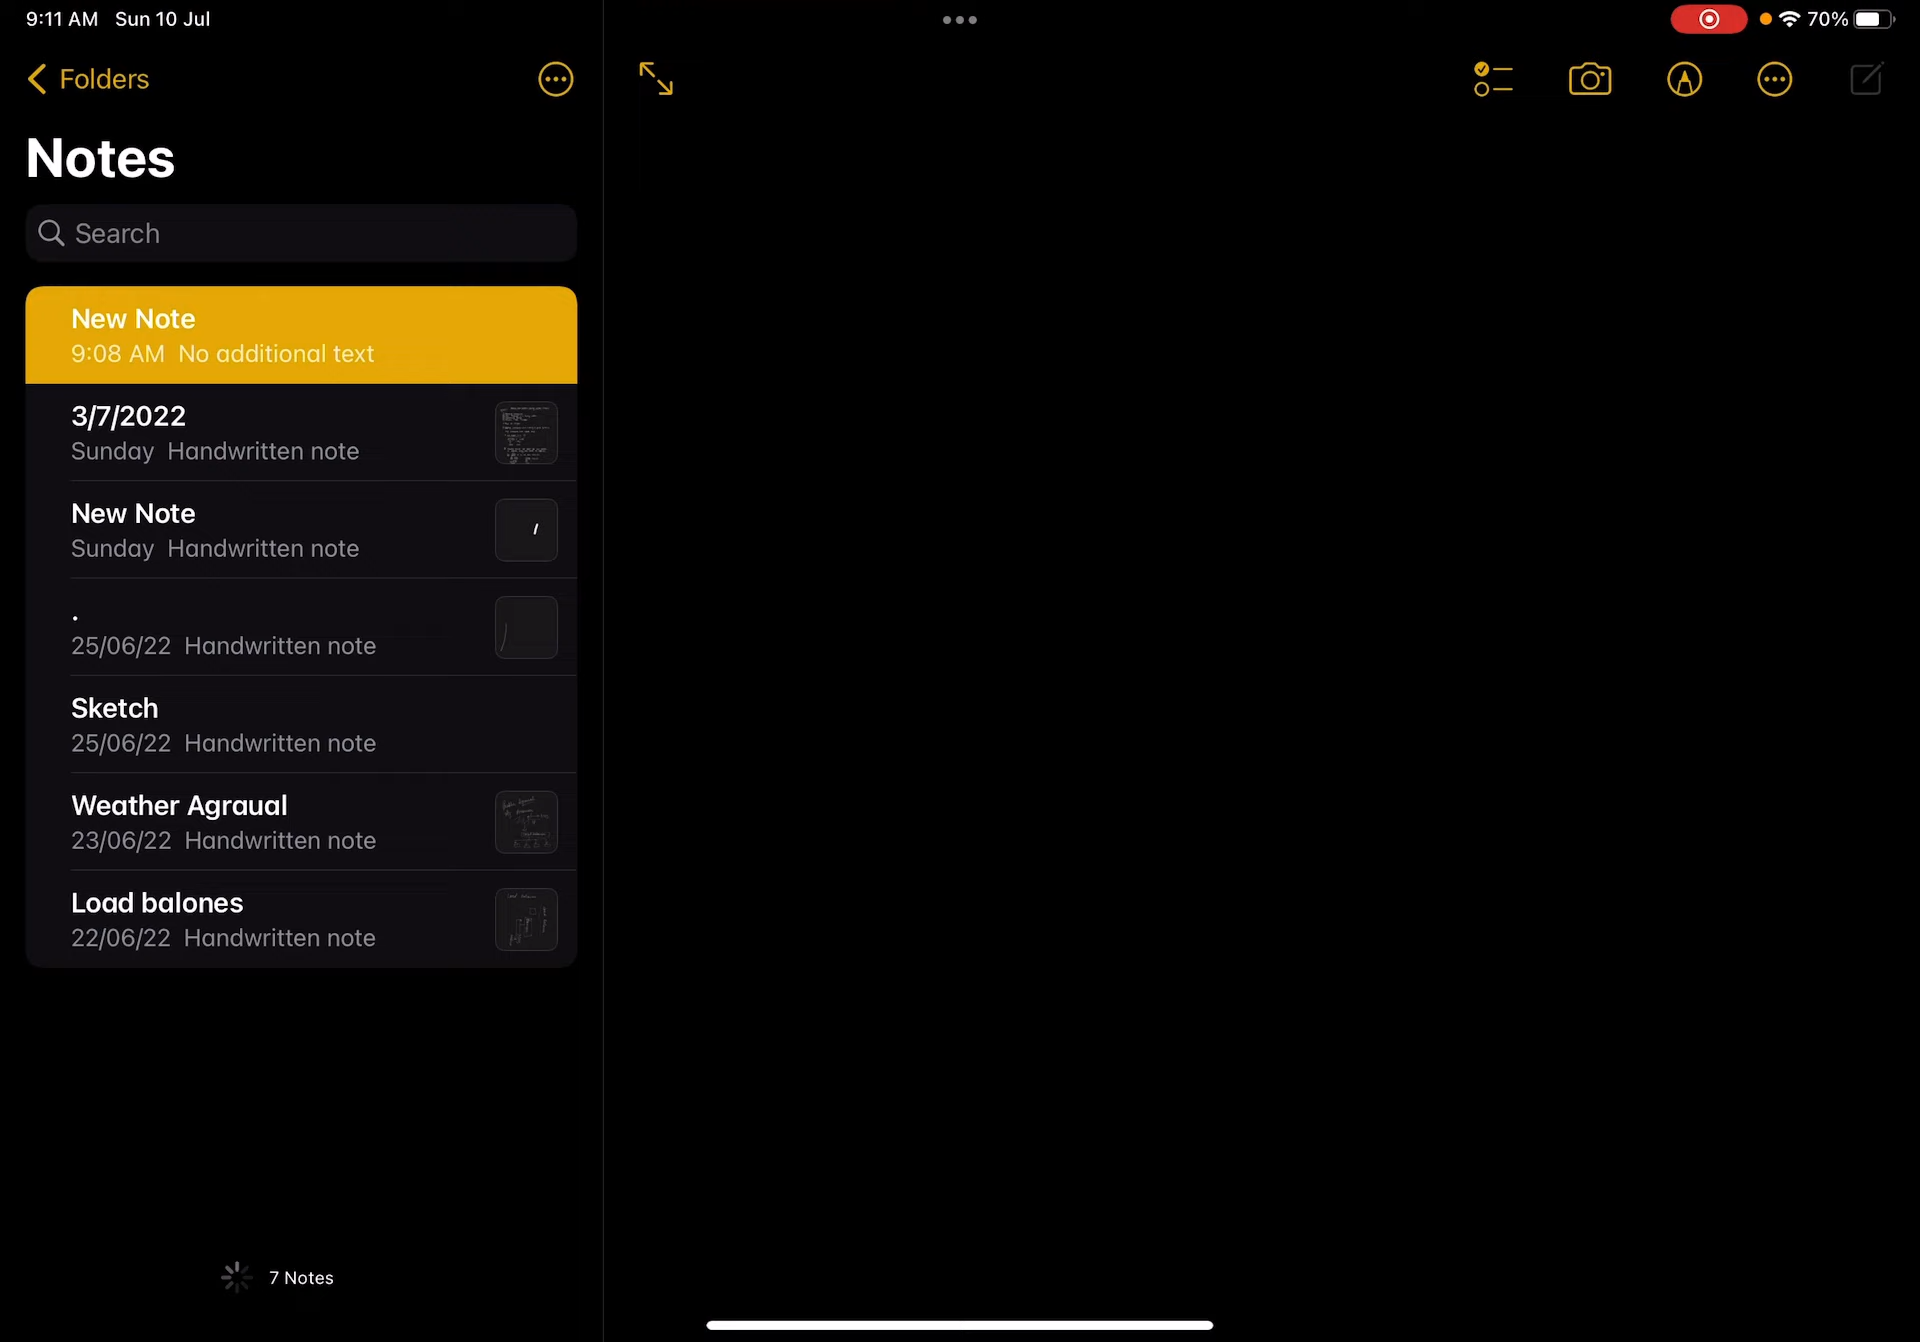 9:11 AM Sun 10 Jul
70%
Folders
Notes
Search
New Note
9:08 AM No additional text
3/7/2022
Sunday Handwritten note
New Note
Sunday Handwritten note
.
25/06/22 Handwritten note
Sketch
25/06/22 Handwritten note
Weather Agraual
23/06/22 Handwritten note
Load balones
22/06/22 Handwritten note
7 Notes